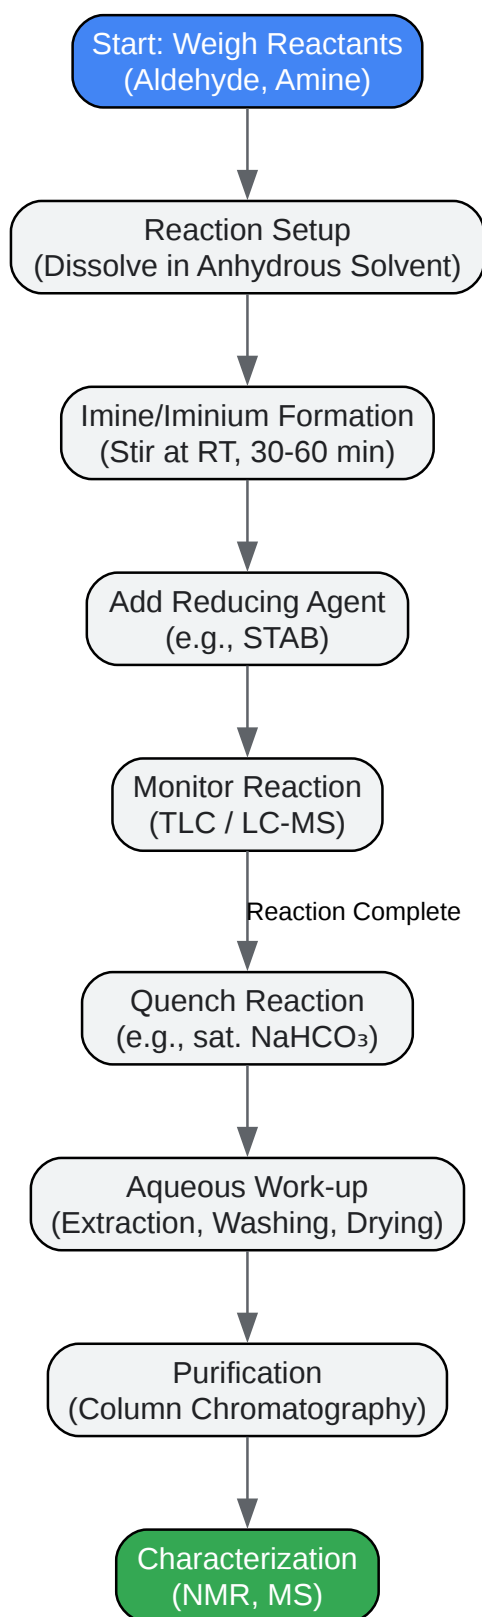 Start: Weigh Reactants
(Aldehyde, Amine)
Reaction Setup
(Dissolve in Anhydrous Solvent)
Imine/Iminium Formation
(Stir at RT, 30-60 min)
Add Reducing Agent
(e.g., STAB)
Monitor Reaction
(TLC / LC-MS)
Reaction Complete
Quench Reaction
(e.g., sat. NaHCO₃)
Aqueous Work-up
(Extraction, Washing, Drying)
Purification
(Column Chromatography)
Characterization
(NMR, MS)